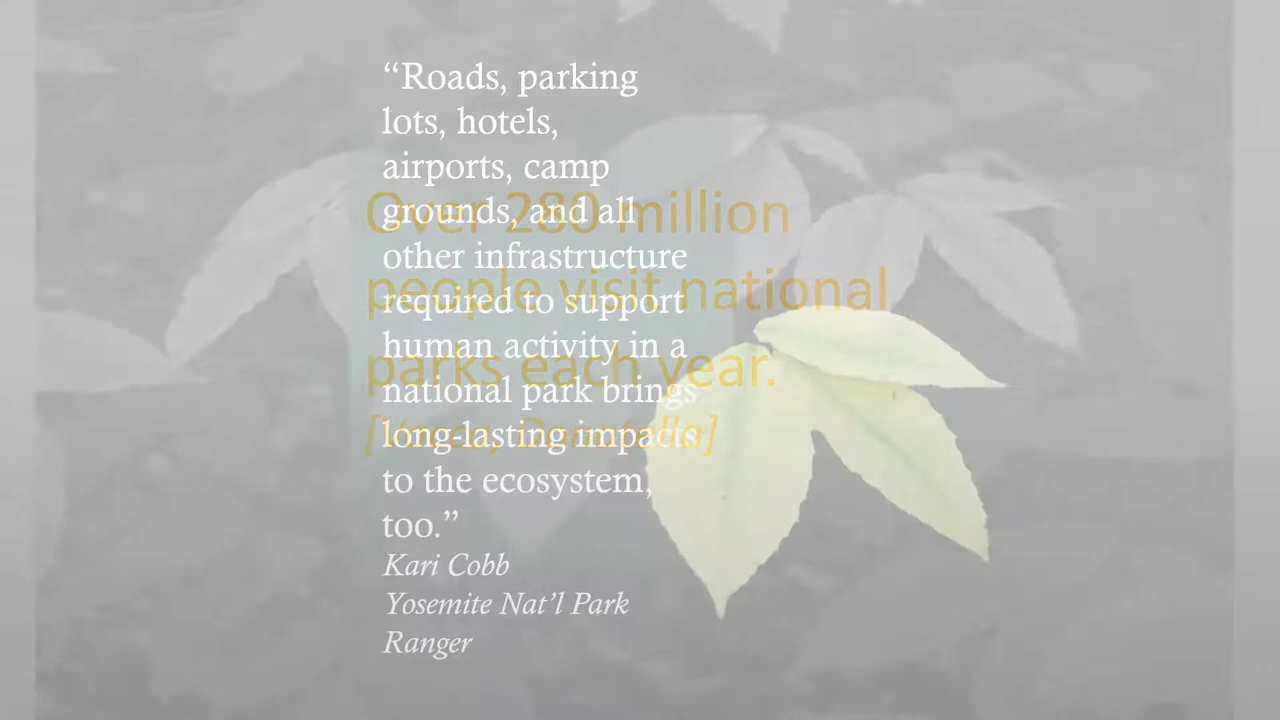 “Roads, parking
lots, hotels,
airports, camp
grounds, and all
other infrastructure
required to support
human activity in a
national park brings
long-lasting impacts
to the ecosystem,
too.”
Kari Cobb
Yosemite Nat’l Park
Ranger
Over 280 million
people visit national
parks each year.